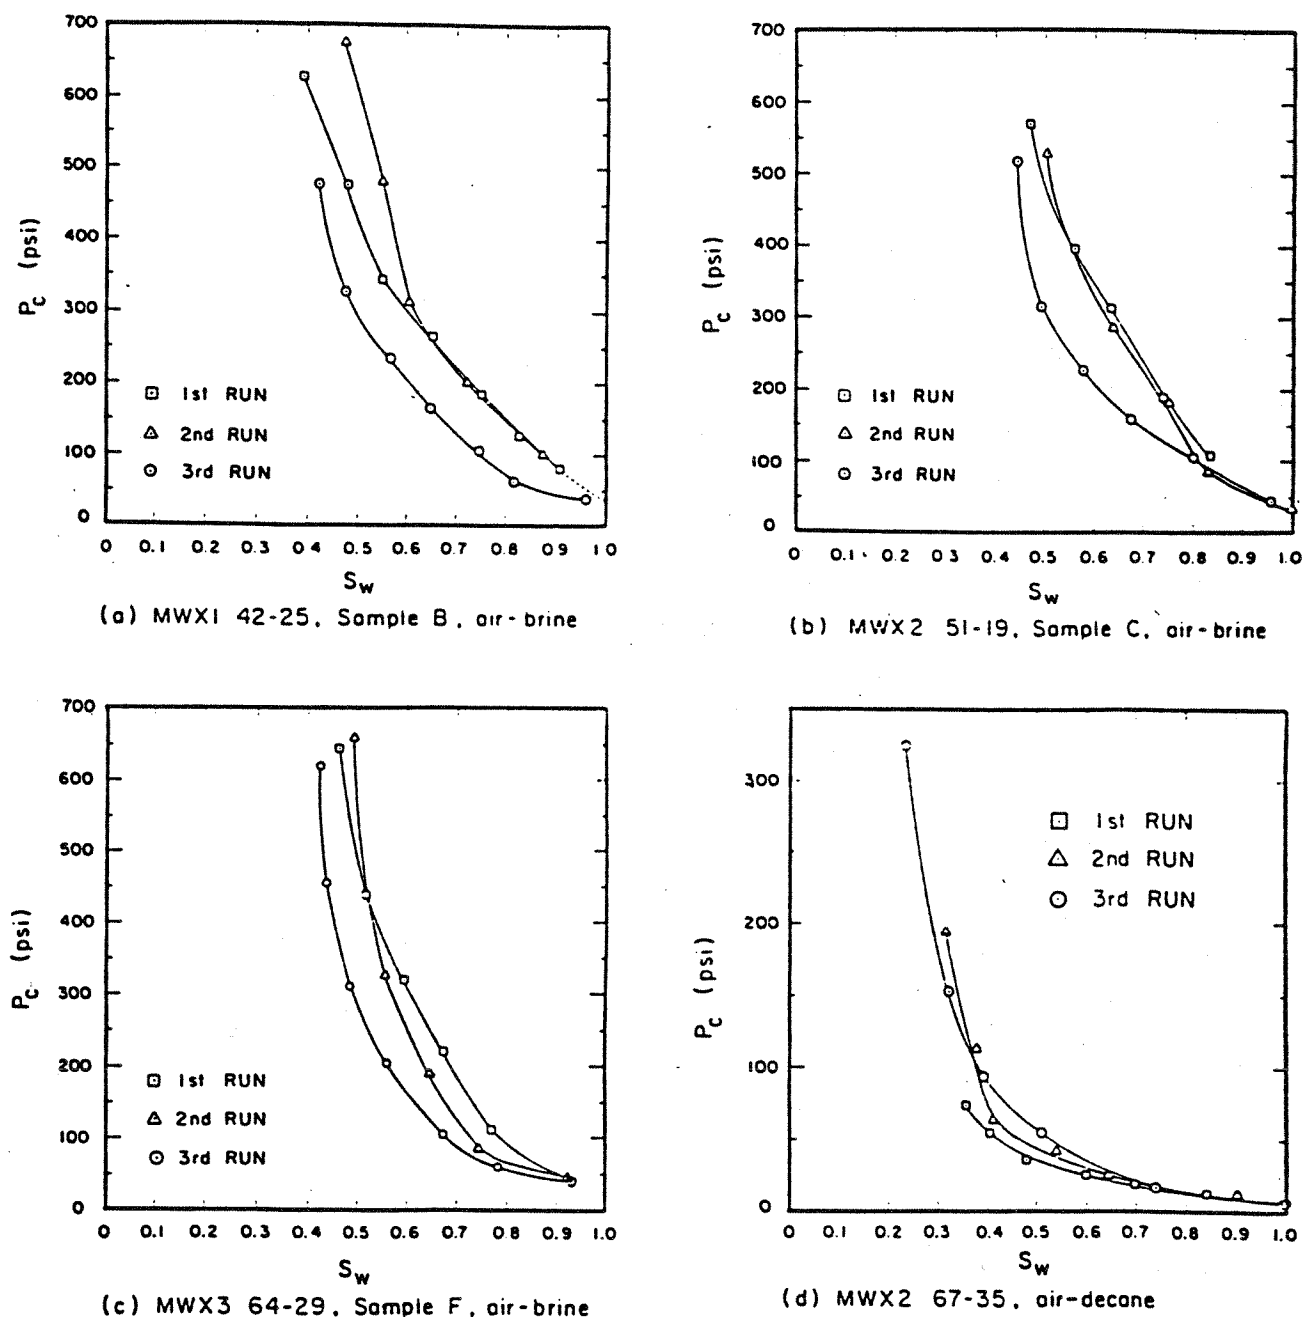 700
600
500
400
300
200
100
0
P_C (psi)
1st RUN
2nd RUN
3rd RUN
0 0.1 0.2 0.3 0.4 0.5 0.6 0.7 0.8 0.9 1.0
S_W
(a) MWX1 42-25, Sample B, air-brine
700
600
500
400
300
200
100
0
P_C (psi)
1st RUN
2nd RUN
3rd RUN
0 0.1 0.2 0.3 0.4 0.5 0.6 0.7 0.8 0.9 1.0
S_W
(b) MWX2 51-19, Sample C, air-brine
700
600
500
400
300
200
100
0
P_C (psi)
1st RUN
2nd RUN
3rd RUN
0 0.1 0.2 0.3 0.4 0.5 0.6 0.7 0.8 0.9 1.0
S_W
(c) MWX3 64-29, Sample F, air-brine
300
200
100
0
P_C (psi)
1st RUN
2nd RUN
3rd RUN
0 0.1 0.2 0.3 0.4 0.5 0.6 0.7 0.8 0.9 1.0
S_W
(d) MWX2 67-35, air-decane